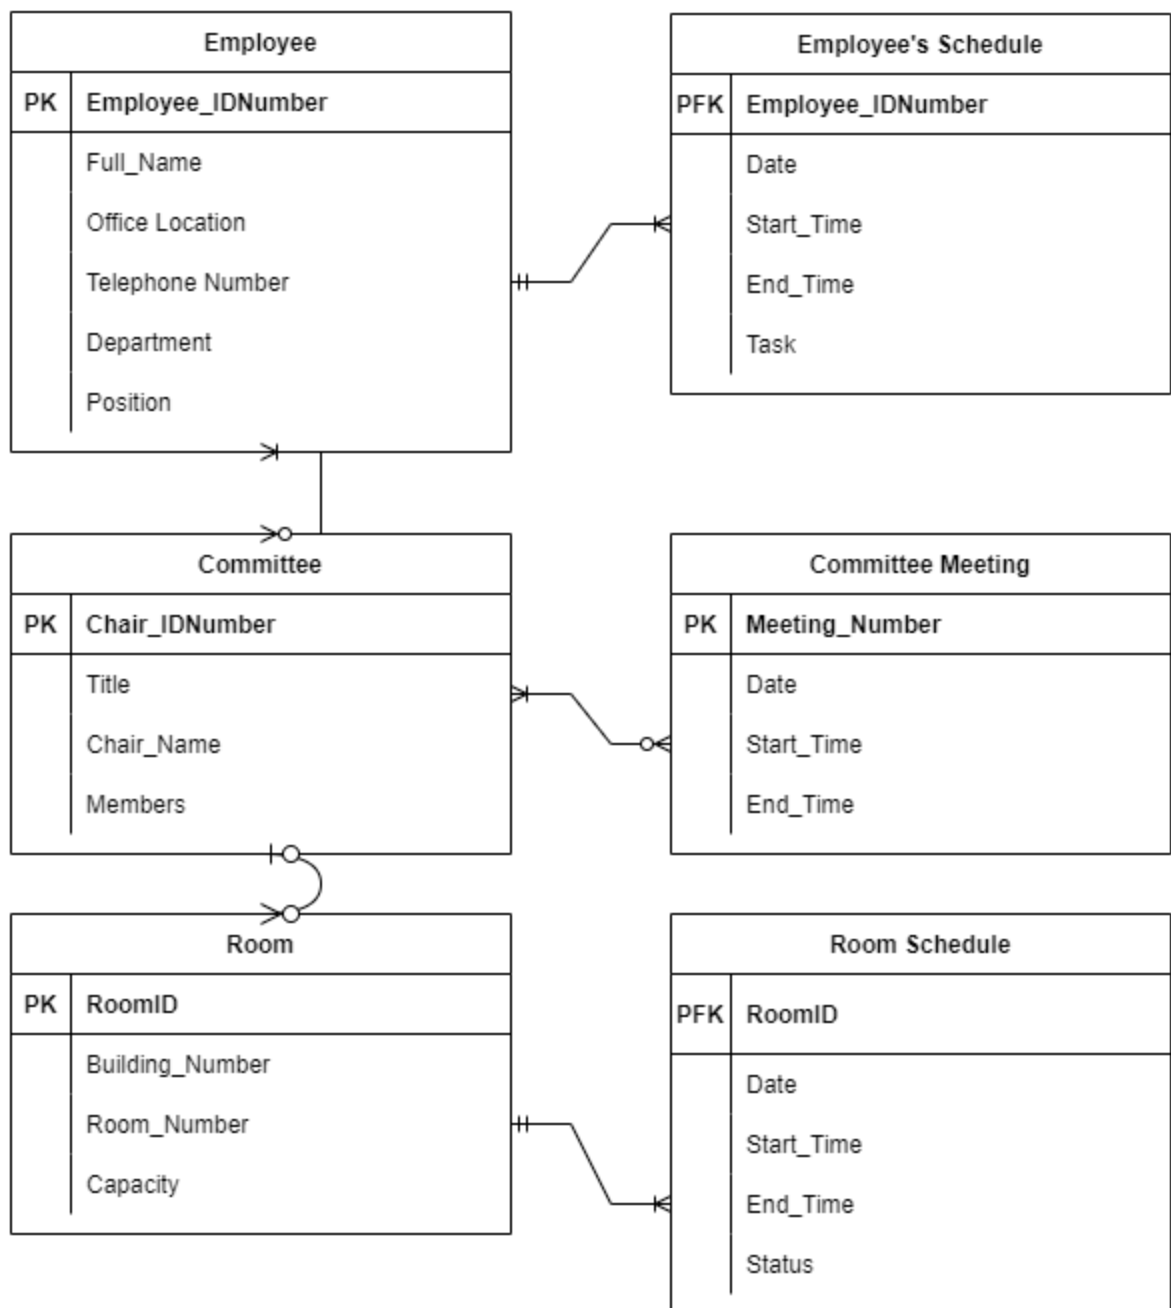 Employee
PK Employee_IDNumber
Full_Name
Office Location
Telephone Number
Department
Position
Employee's Schedule
PFK Employee_IDNumber
Date
Start_Time
End_Time
Task
Committee
PK Chair_IDNumber
Title
Chair_Name
Members
Committee Meeting
PK Meeting_Number
Date
Start_Time
End_Time
Room
PK RoomID
Building_Number
Room_Number
Capacity
Room Schedule
PFK RoomID
Date
Start_Time
End_Time
Status